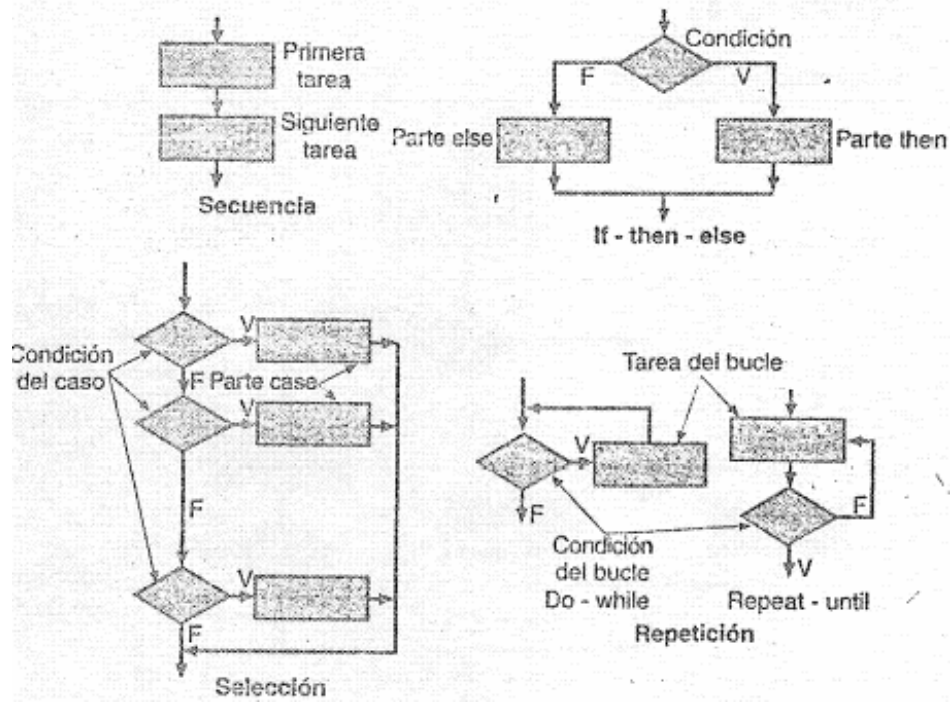 Primera
tarea
Siguiente
tarea
Secuencia
Condición
F
V
Parte else
Parte then
If - then - else
Condición
del caso
V
F
Parte case
V
F
V
F
Selección
Tarea del bucle
V
F
F
V
Condición
del bucle
Do - while
Repeat - until
Repetición